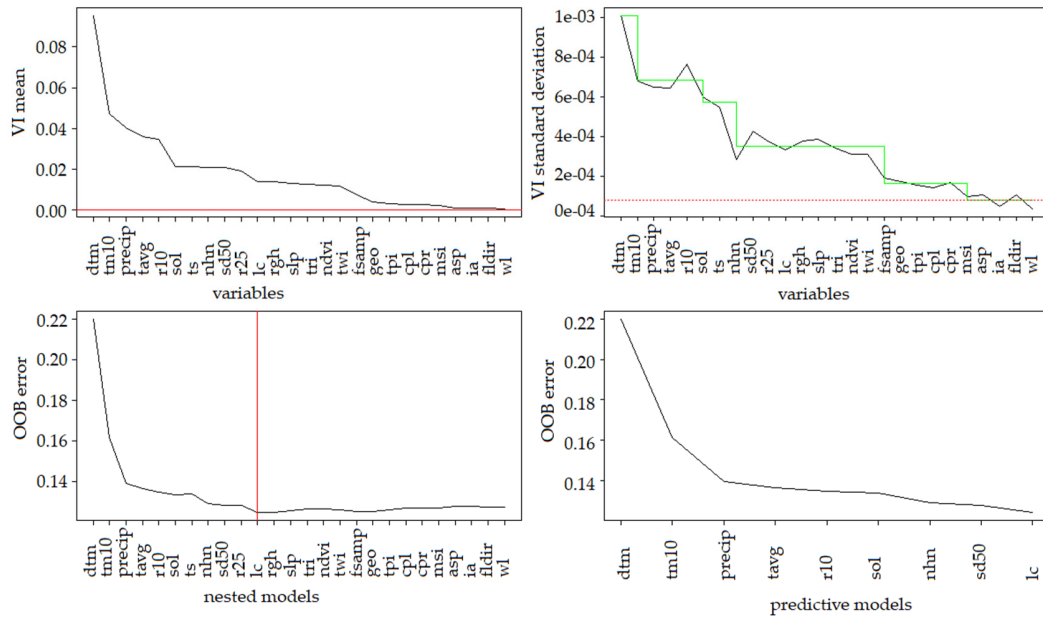 VI mean
0.08
0.06
0.04
0.02
0.00
dtm
tm10
precip
tavg
r10
sol
ts
nhn
sd50
r25
lc
rgh
slp
tri
ndvi
twi
fsamp
geo
tpi
cpl
cpr
msi
asp
ia
fldir
wl
variables
VI standard deviation
1e-03
8e-04
6e-04
4e-04
2e-04
0e-04
dtm
tm10
precip
tavg
r10
sol
ts
nhn
sd50
r25
lc
rgh
slp
tri
ndvi
twi
fsamp
geo
tpi
cpl
cpr
msi
asp
ia
fldir
wl
variables
OOB error
0.22
0.20
0.18
0.16
0.14
dtm
tm10
precip
tavg
r10
sol
ts
nhn
sd50
r25
lc
rgh
slp
tri
ndvi
twi
fsamp
geo
tpi
cpl
cpr
msi
asp
ia
fldir
wl
nested models
OOB error
0.22
0.20
0.18
0.16
0.14
dtm
tm10
precip
tavg
r10
sol
nhn
sd50
lc
predictive models